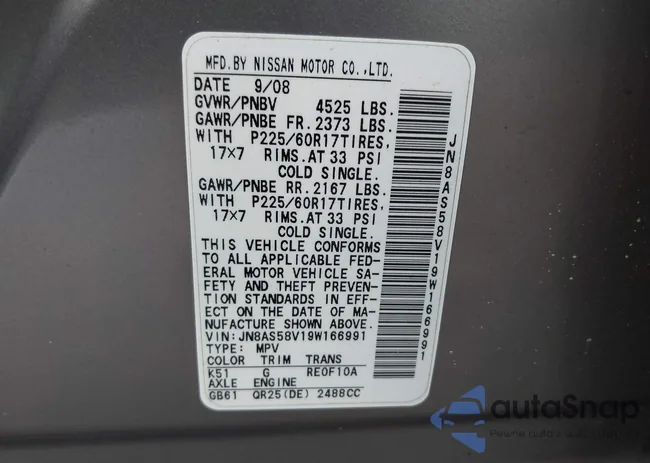 MFD.BY NISSAN MOTOR CO.,LTD.
DATE 9/08
GVWR/PNBV 4525 LBS.
GAWR/PNBE FR.2373 LBS.
WITH P225/60R17TIRES,
17x7 RIMS.AT 33 PSI
COLD SINGLE.
GAWR/PNBE RR.2167 LBS.
WITH P225/60R17TIRES,
17x7 RIMS.AT 33 PSI
COLD SINGLE.
THIS VEHICLE CONFORMS
TO ALL APPLICABLE FED-
ERAL MOTOR VEHICLE SA-
FETY AND THEFT PREVEN-
TION STANDARDS IN EFF-
ECT ON THE DATE OF MA-
NUFACTURE SHOWN ABOVE.
VIN:JN8AS58V19W166991
TYPE: MPV
COLOR TRIM TRANS
K51 G RE0F10A
AXLE ENGINE
GB61 QR25(DE) 2488CC
JN8AS58V19W166991
autoSnap
Pewne auto z autoaukcji